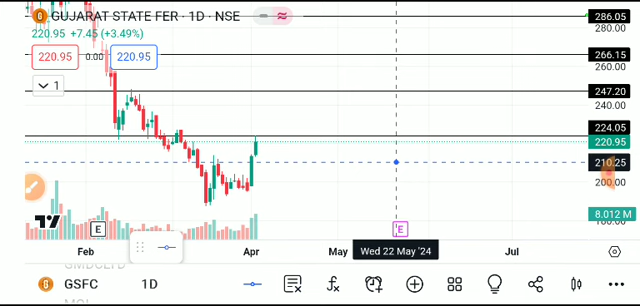 GUJARAT STATE FER · 1D · NSE
220.95 +7.45 (+3.49%)
220.95 0.00 220.95
1
286.05
280.00
266.15
260.00
247.20
240.00
224.05
220.95
210.25
200.00
8.012 M
E
E
Feb
Apr
May
Wed 22 May '24
Jul
GSFC 1D